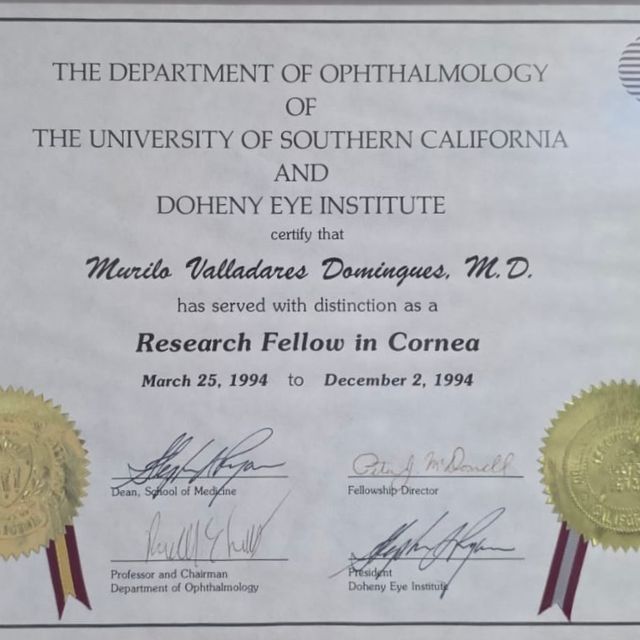 THE DEPARTMENT OF OPHTHALMOLOGY
OF
THE UNIVERSITY OF SOUTHERN CALIFORNIA
AND
DOHENY EYE INSTITUTE
certify that
Murilo Valladares Domingues, M.D.
has served with distinction as a
Research Fellow in Cornea
March 25, 1994 to December 2, 1994
Peter J. McDonnell
Dean, School of Medicine
Fellowship Director
Professor and Chairman
Department of Ophthalmology
President
Doheny Eye Institute